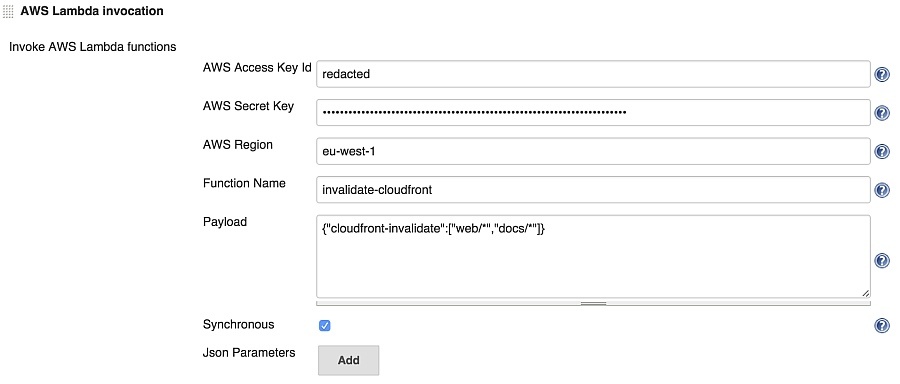 AWS Lambda invocation
Invoke AWS Lambda functions
AWS Access Key Id redacted
AWS Secret Key ••••••••••••••••••••••••••••••••••••••••••••••••••••••••••••••••••••
AWS Region eu-west-1
Function Name invalidate-cloudfront
Payload {"cloudfront-invalidate":["web/*","docs/*"]}
Synchronous
Json Parameters Add